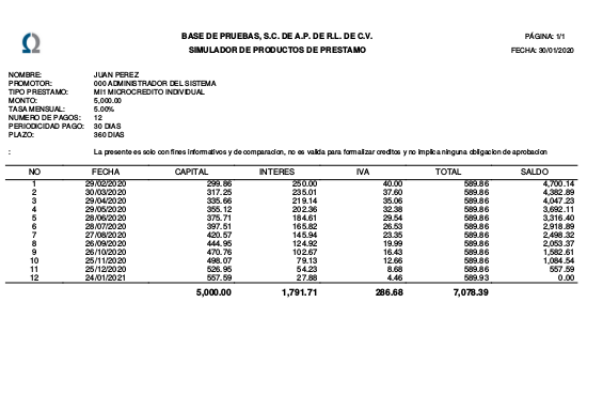 BASE DE PRUEBAS, S.C. DE A.P. DE R.L. DE C.V. PÁGINA: 1/1
SIMULADOR DE PRODUCTOS DE PRESTAMO FECHA: 30/01/2020
NOMBRE: JUAN PEREZ
PROMOTOR: 000 ADMINISTRADOR DEL SISTEMA
TIPO PRESTAMO: MI1 MICROCREDITO INDIVIDUAL
MONTO: 5,000.00
TASA MENSUAL: 5.00%
NUMERO DE PAGOS: 12
PERIODICIDAD PAGO: 30 DIAS
PLAZO: 360 DIAS
: La presente es solo con fines informativos y de comparacion, no es valida para formalizar creditos y no implica ninguna obligacion de aprobacion
NO FECHA CAPITAL INTERES IVA TOTAL SALDO
1 29/02/2020 299.86 250.00 40.00 589.86 4,700.14
2 30/03/2020 317.25 235.01 37.60 589.86 4,382.89
3 29/04/2020 335.66 219.14 35.06 589.86 4,047.23
4 29/05/2020 355.12 202.36 32.38 589.86 3,692.11
5 28/06/2020 375.71 184.61 29.54 589.86 3,316.40
6 28/07/2020 397.51 165.82 26.53 589.86 2,918.89
7 27/08/2020 420.57 145.94 23.35 589.86 2,498.32
8 26/09/2020 444.95 124.92 19.99 589.86 2,053.37
9 26/10/2020 470.76 102.67 16.43 589.86 1,582.61
10 25/11/2020 498.07 79.13 12.66 589.86 1,084.54
11 25/12/2020 526.95 54.23 8.68 589.86 557.59
12 24/01/2021 557.59 27.88 4.46 589.93 0.00
5,000.00 1,791.71 286.68 7,078.39